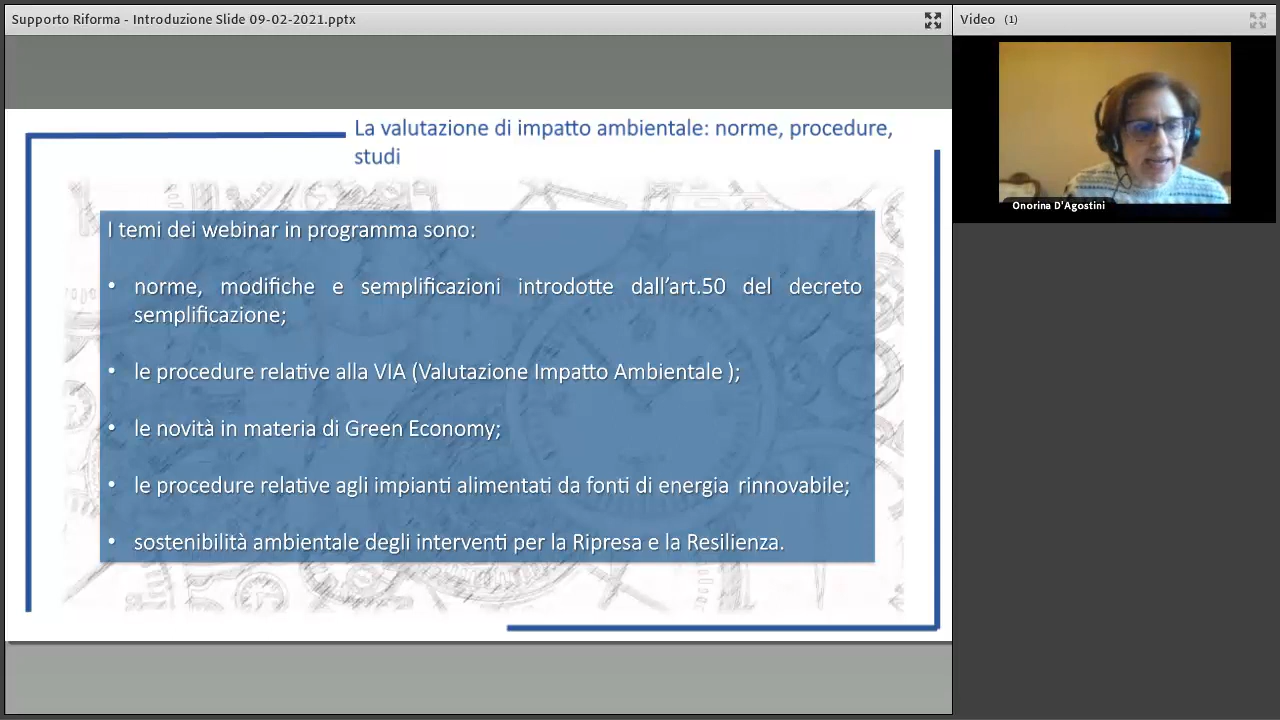 Supporto Riforma - Introduzione Slide 09-02-2021.pptx
Video (1)
La valutazione di impatto ambientale: norme, procedure,
studi
I temi dei webinar in programma sono:
• norme, modifiche e semplificazioni introdotte dall'art.50 del decreto
semplificazione;
• le procedure relative alla VIA (Valutazione Impatto Ambientale );
• le novità in materia di Green Economy;
• le procedure relative agli impianti alimentati da fonti di energia rinnovabile;
• sostenibilità ambientale degli interventi per la Ripresa e la Resilienza.
Onorina D'Agostini